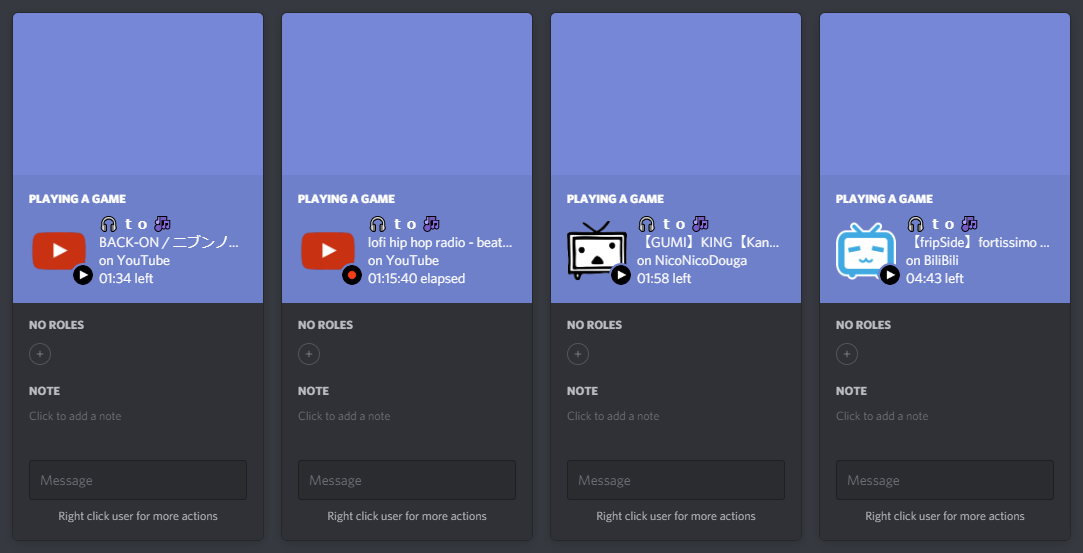 PLAYING A GAME
🎧 t o 🎶
BACK-ON / ニブンノ...
on YouTube
01:34 left
NO ROLES
+
NOTE
Click to add a note
Message
Right click user for more actions
PLAYING A GAME
🎧 t o 🎶
lofi hip hop radio - beat...
on YouTube
01:15:40 elapsed
NO ROLES
+
NOTE
Click to add a note
Message
Right click user for more actions
PLAYING A GAME
🎧 t o 🎶
【GUMI】KING【Kan...
on NicoNicoDouga
01:58 left
NO ROLES
+
NOTE
Click to add a note
Message
Right click user for more actions
PLAYING A GAME
🎧 t o 🎶
【fripSide】fortissimo ...
on BiliBili
04:43 left
NO ROLES
+
NOTE
Click to add a note
Message
Right click user for more actions